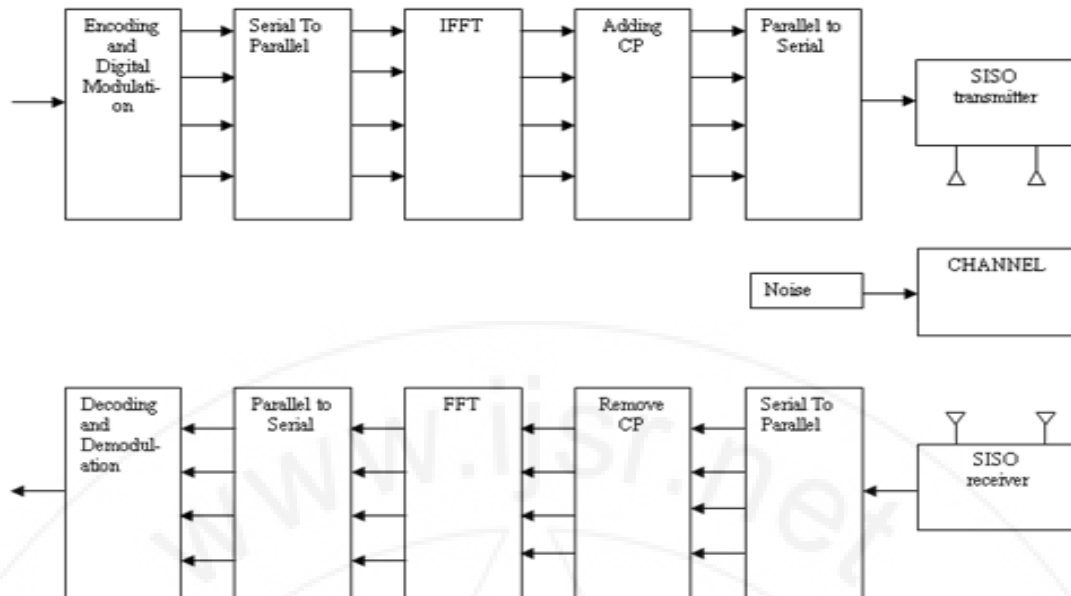 Encoding
and
Digital
Modulati-
on
Serial To
Parallel
IFFT
Adding
CP
Parallel to
Serial
SISO
transmitter
Noise
CHANNEL
Decoding
and
Demodul-
ation
Parallel to
Serial
FFT
Remove
CP
Serial To
Parallel
SISO
receiver
www.ijsr.net